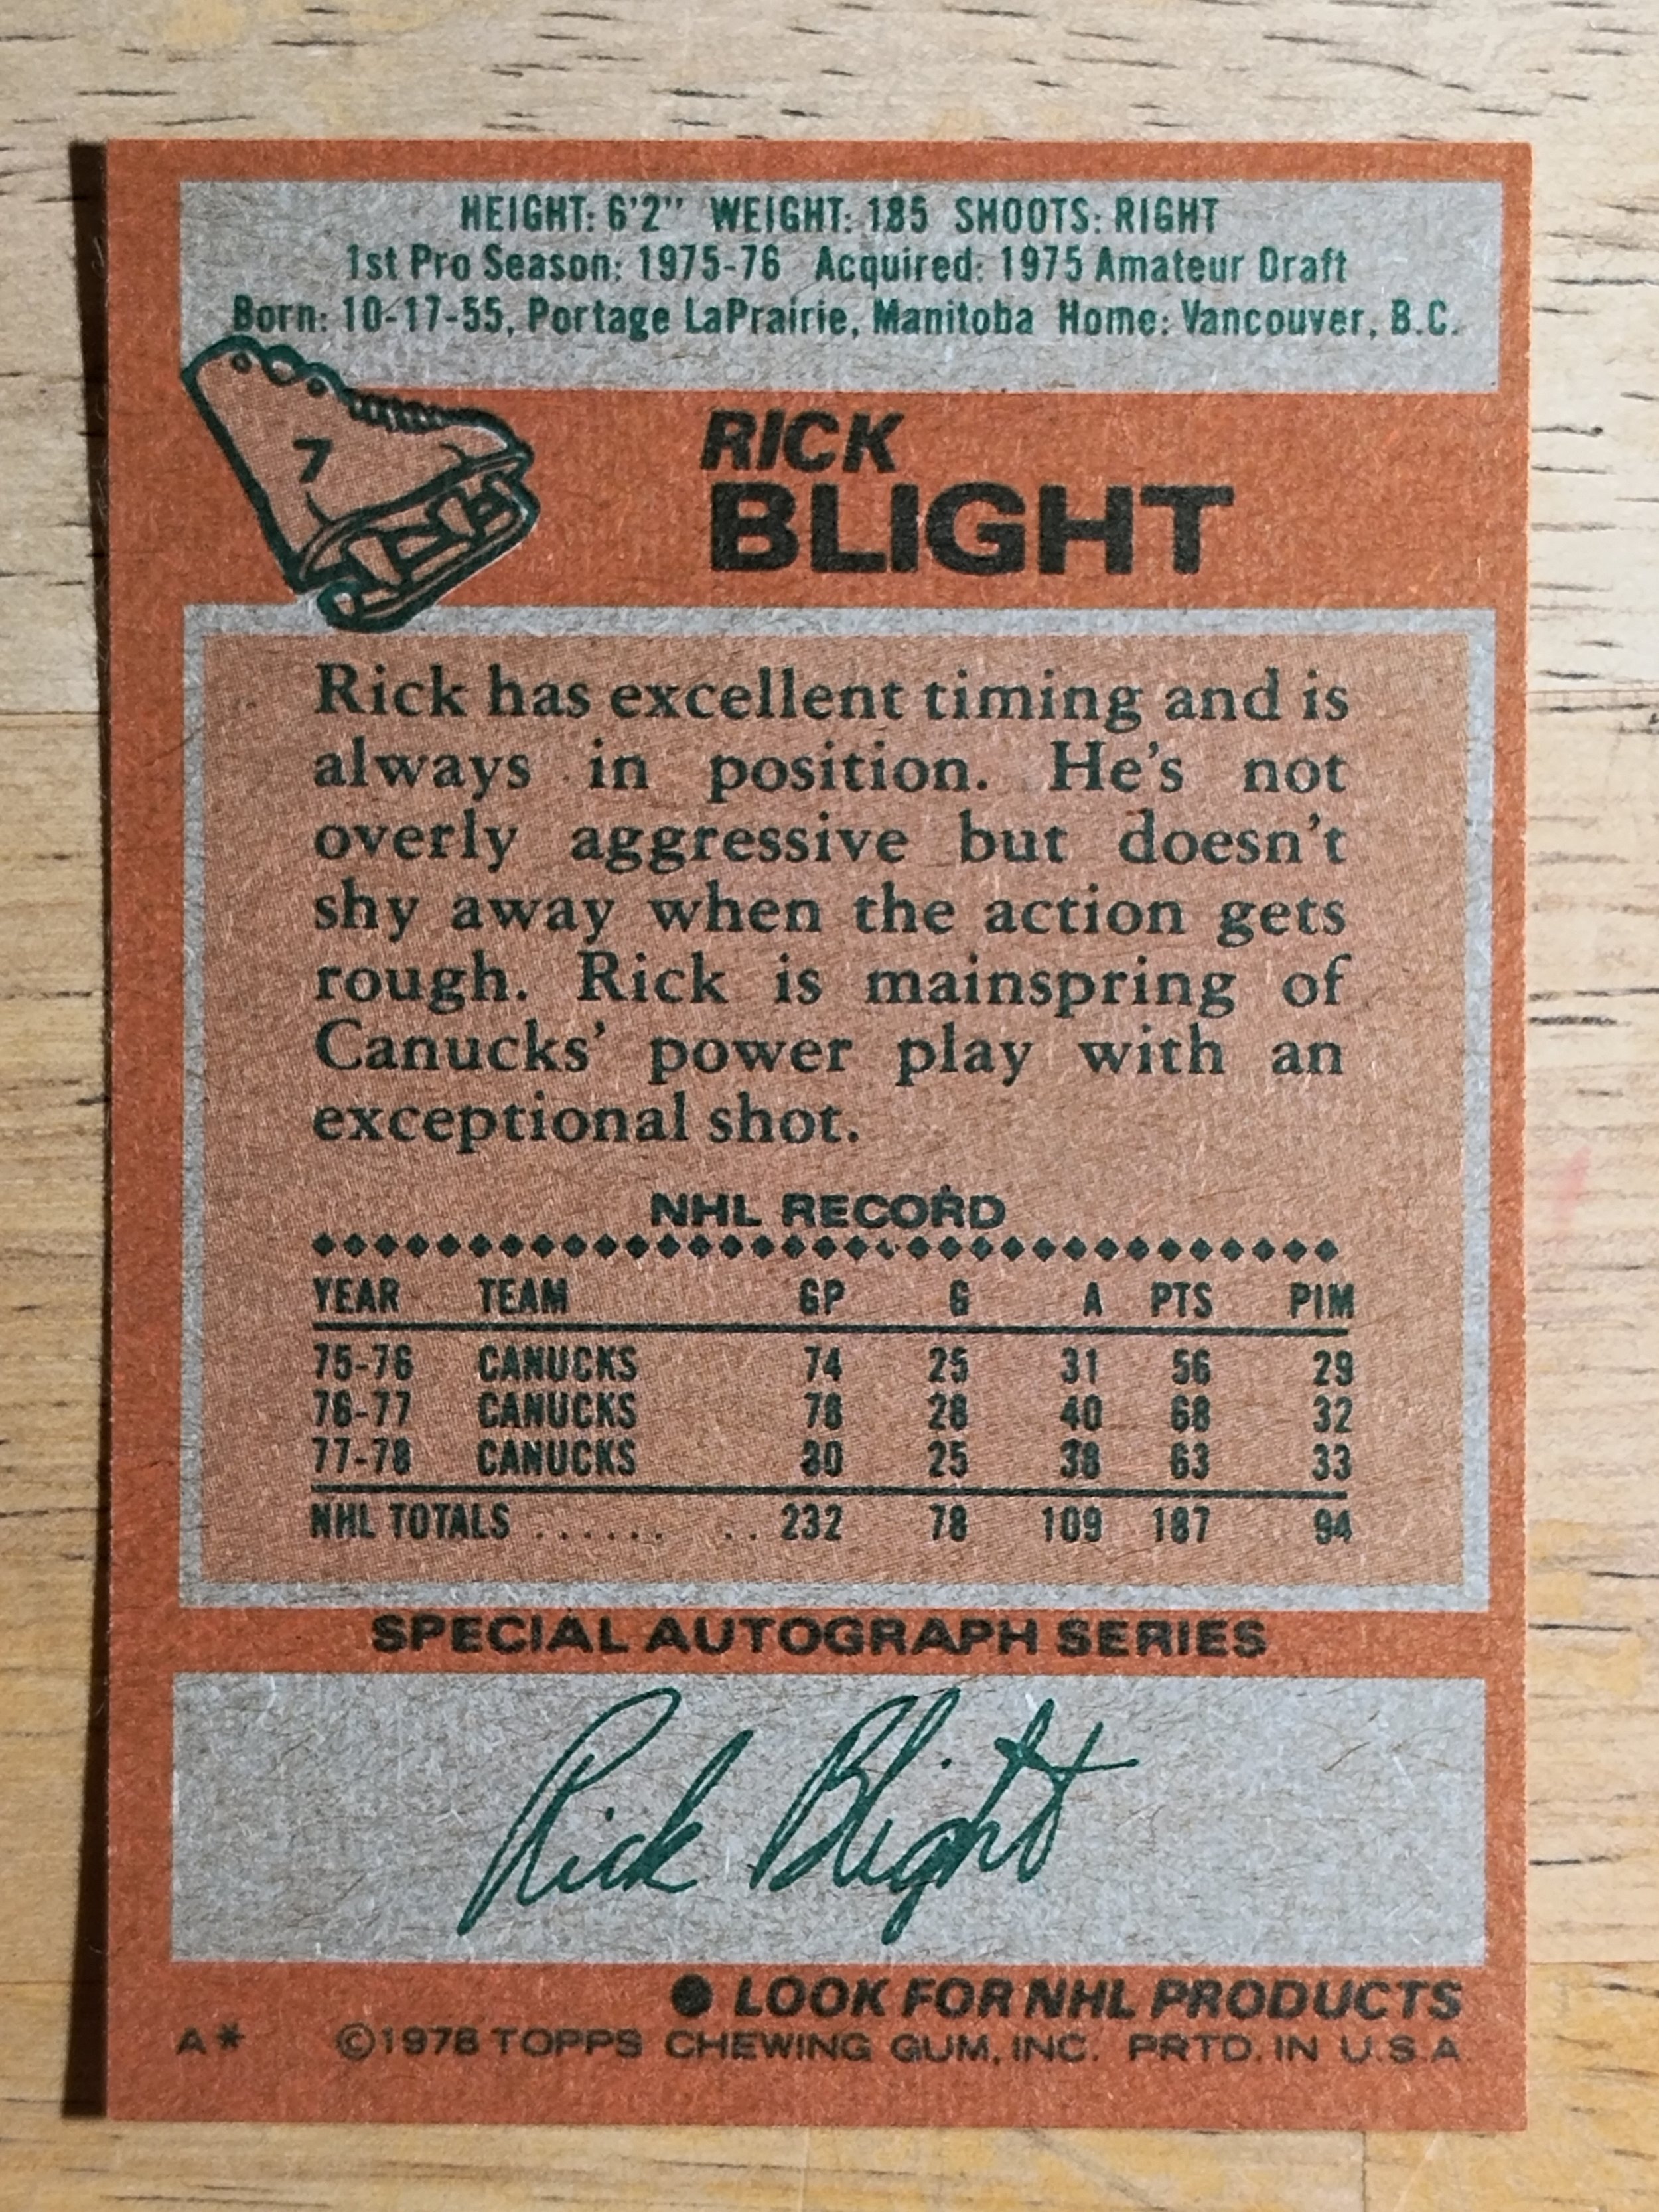 HEIGHT: 6'2" WEIGHT: 185 SHOOTS: RIGHT
1st Pro Season: 1975-76 Acquired: 1975 Amateur Draft
Born: 10-17-55, Portage LaPrairie, Manitoba Home: Vancouver, B.C.
7
RICK
BLIGHT
Rick has excellent timing and is
always in position. He's not
overly aggressive but doesn't
shy away when the action gets
rough. Rick is mainspring of
Canucks' power play with an
exceptional shot.
NHL RECORD
YEAR TEAM GP G A PTS PIM
75-76 CANUCKS 74 25 31 56 29
76-77 CANUCKS 78 28 40 68 32
77-78 CANUCKS 80 25 38 63 33
NHL TOTALS ...... .. 232 78 109 187 94
SPECIAL AUTOGRAPH SERIES
Rick Blight
● LOOK FOR NHL PRODUCTS
A* ©1978 TOPPS CHEWING GUM, INC. PRTD. IN U.S.A.